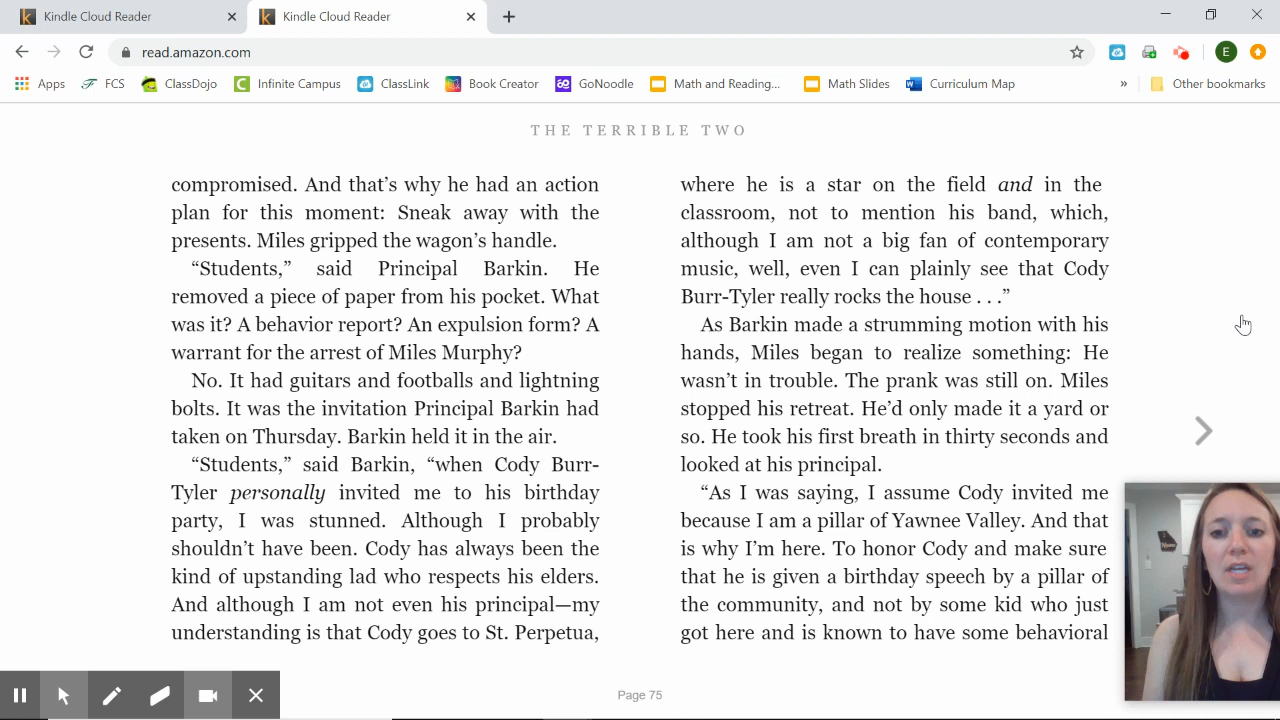 Kindle Cloud Reader
Kindle Cloud Reader
read.amazon.com
E
Apps
FCS
ClassDojo
Infinite Campus
ClassLink
Book Creator
GoNoodle
Math and Reading...
Math Slides
Curriculum Map
»
Other bookmarks
THE TERRIBLE TWO
compromised. And that’s why he had an action
plan for this moment: Sneak away with the
presents. Miles gripped the wagon’s handle.
“Students,” said Principal Barkin. He
removed a piece of paper from his pocket. What
was it? A behavior report? An expulsion form? A
warrant for the arrest of Miles Murphy?
No. It had guitars and footballs and lightning
bolts. It was the invitation Principal Barkin had
taken on Thursday. Barkin held it in the air.
“Students,” said Barkin, “when Cody Burr-
Tyler personally invited me to his birthday
party, I was stunned. Although I probably
shouldn’t have been. Cody has always been the
kind of upstanding lad who respects his elders.
And although I am not even his principal—my
understanding is that Cody goes to St. Perpetua,
where he is a star on the field and in the
classroom, not to mention his band, which,
although I am not a big fan of contemporary
music, well, even I can plainly see that Cody
Burr-Tyler really rocks the house . . .”
As Barkin made a strumming motion with his
hands, Miles began to realize something: He
wasn’t in trouble. The prank was still on. Miles
stopped his retreat. He’d only made it a yard or
so. He took his first breath in thirty seconds and
looked at his principal.
“As I was saying, I assume Cody invited me
because I am a pillar of Yawnee Valley. And that
is why I’m here. To honor Cody and make sure
that he is given a birthday speech by a pillar of
the community, and not by some kid who just
got here and is known to have some behavioral
Page 75